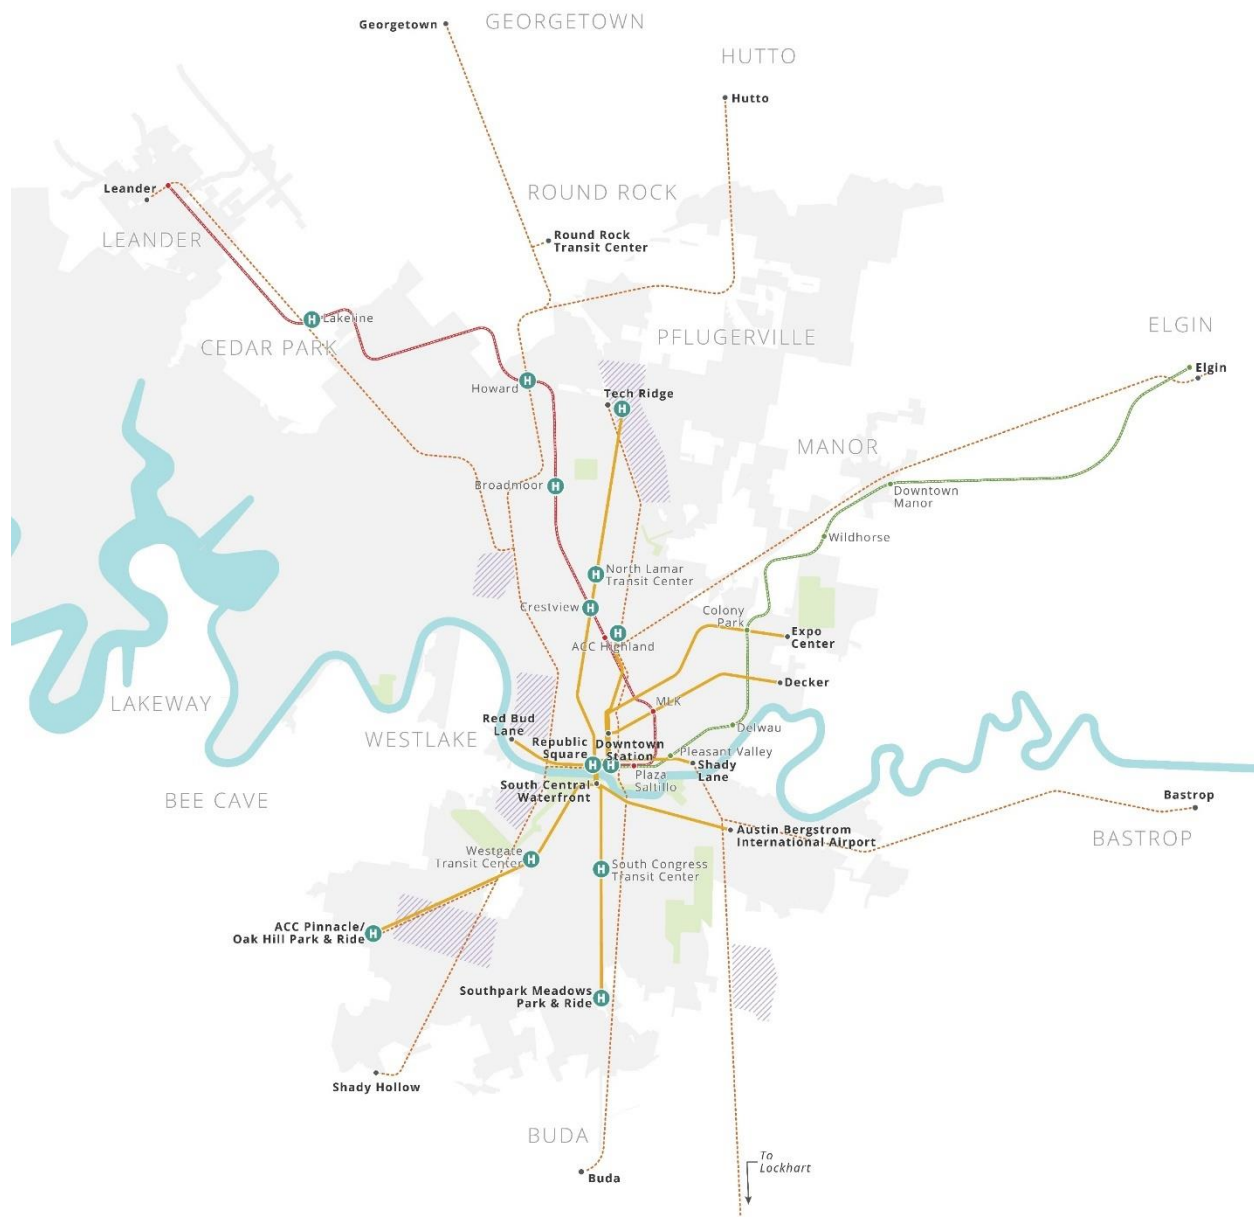 GEORGETOWN
Georgetown
HUTTO
Hutto
Leander
ROUND ROCK
LEANDER
Round Rock
Transit Center
H
Lakeline
CEDAR PARK
PFLUGERVILLE
ELGIN
Elgin
H
Howard
Tech Ridge
H
MANOR
Broadmoor
H
Downtown
Manor
Wildhorse
H
North Lamar
Transit Center
Crestview
H
Colony
Park
Expo
Center
H
ACC Highland
Decker
LAKEWAY
MLK
Red Bud
Lane
WESTLAKE
Delwau
Republic
Square
H
Downtown
Station
H
Pleasant Valley
Shady
Lane
Plaza
Saltillo
South Central
Waterfront
BEE CAVE
Bastrop
BASTROP
Austin Bergstrom
International Airport
Westgate
Transit Center
H
South Congress
Transit Center
H
ACC Pinnacle/
Oak Hill Park & Ride
H
Southpark Meadows
Park & Ride
H
Shady Hollow
BUDA
Buda
To
Lockhart